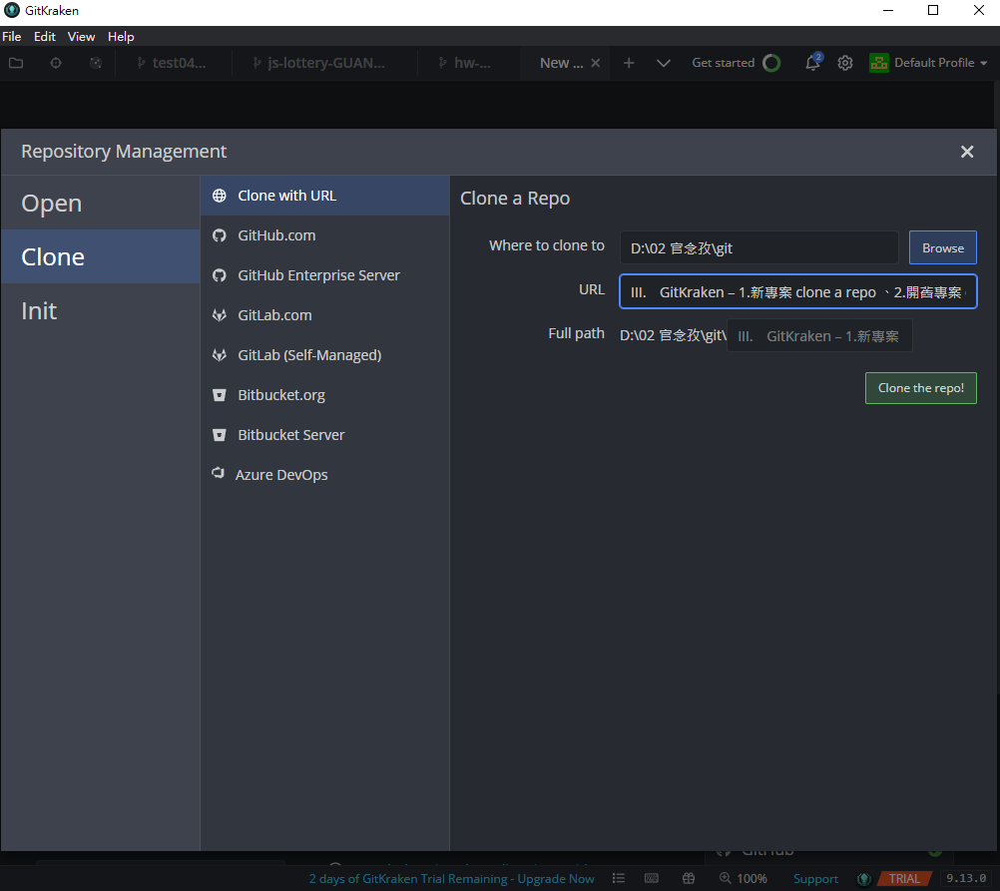 GitKraken
File Edit View Help
test04... js-lottery-GUAN... hw-... New ... Get started 2 Default Profile
Repository Management
Open
Clone
Init
Clone with URL
GitHub.com
GitHub Enterprise Server
GitLab.com
GitLab (Self-Managed)
Bitbucket.org
Bitbucket Server
Azure DevOps
Clone a Repo
Where to clone to D:\02 官念孜\git Browse
URL III. GitKraken – 1.新專案 clone a repo 、2.開舊專案
Full path D:\02 官念孜\git\ III. GitKraken – 1.新專案
Clone the repo!
GitHub
2 days of GitKraken Trial Remaining - Upgrade Now 100% Support TRIAL 9.13.0